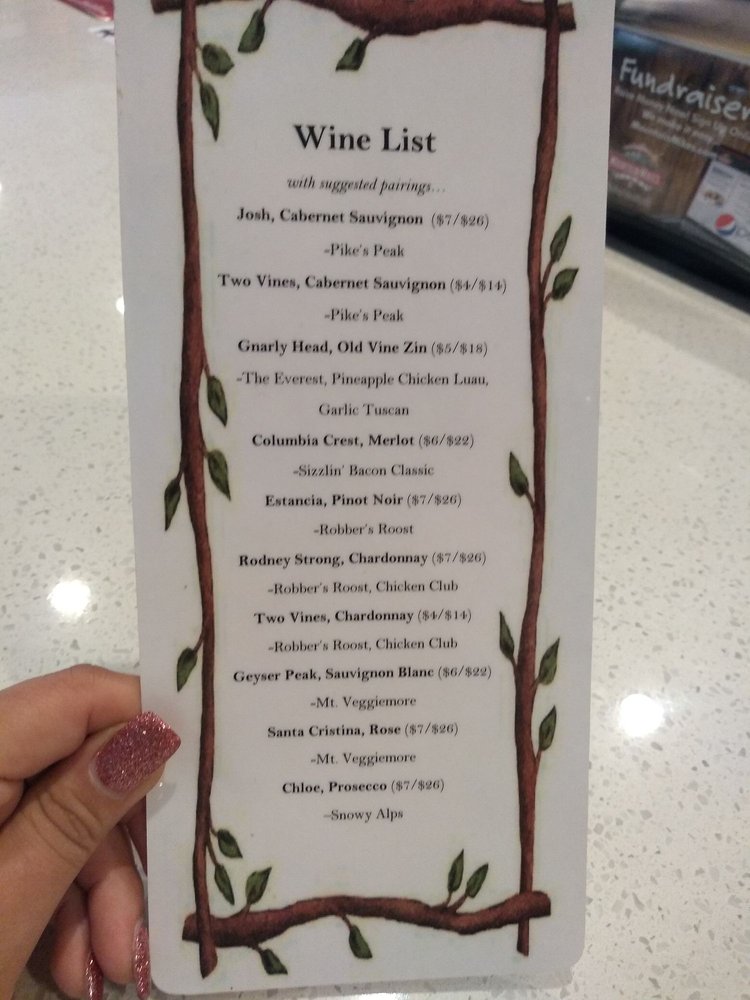 Wine List
with suggested pairings...
Josh, Cabernet Sauvignon ($7/$26)
-Pike's Peak
Two Vines, Cabernet Sauvignon ($4/$14)
-Pike's Peak
Gnarly Head, Old Vine Zin ($5/$18)
-The Everest, Pineapple Chicken Luau,
Garlic Tuscan
Columbia Crest, Merlot ($6/$22)
-Sizzlin' Bacon Classic
Estancia, Pinot Noir ($7/$26)
-Robber's Roost
Rodney Strong, Chardonnay ($7/$26)
-Robber's Roost, Chicken Club
Two Vines, Chardonnay ($4/$14)
-Robber's Roost, Chicken Club
Geyser Peak, Sauvignon Blanc ($6/$22)
-Mt. Veggiemore
Santa Cristina, Rose ($7/$26)
-Mt. Veggiemore
Chloe, Prosecco ($7/$26)
-Snowy Alps
Fundraiser